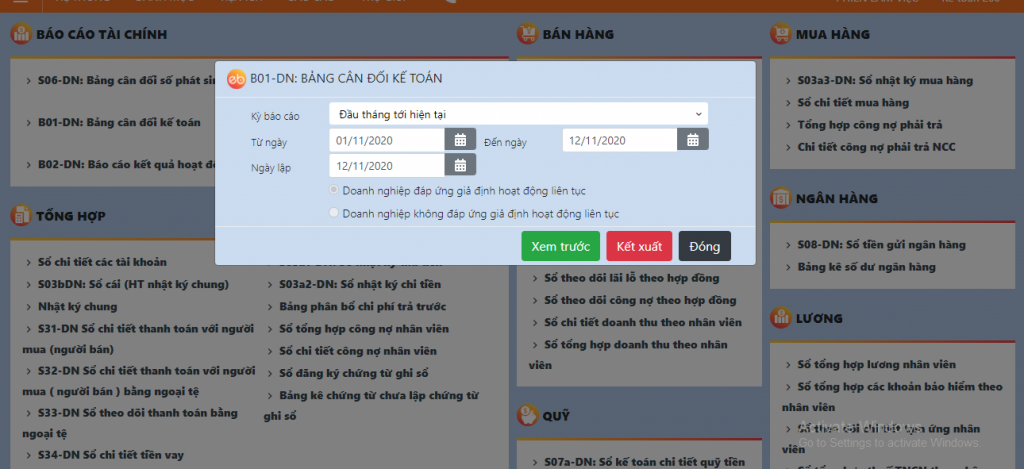 BÁO CÁO TÀI CHÍNH
S06-DN: Bảng cân đối số phát
B01-DN: Bảng cân đối kế toán
B02-DN: Báo cáo kết quả hoạt
TỔNG HỢP
Sổ chi tiết các tài khoản
S03bDN: Sổ cái (HT nhật ký chung)
Nhật ký chung
S31-DN Sổ chi tiết thanh toán với người
mua (người bán)
S32-DN Sổ chi tiết thanh toán với người
mua ( người bán ) bằng ngoại tệ
S33-DN Sổ theo dõi thanh toán bằng
ngoại tệ
S34-DN Sổ chi tiết tiền vay
S03a2-DN: Sổ nhật ký chi tiền
Bảng phân bổ chi phí trả trước
Sổ tổng hợp công nợ nhân viên
Sổ chi tiết công nợ nhân viên
Sổ đăng ký chứng từ ghi sổ
Bảng kê chứng từ chưa lập chứng từ
ghi sổ
eb B01-DN: BẢNG CÂN ĐỐI KẾ TOÁN
Kỳ báo cáo Đầu tháng tới hiện tại
Từ ngày 01/11/2020 Đến ngày 12/11/2020
Ngày lập 12/11/2020
Doanh nghiệp đáp ứng giả định hoạt động liên tục
Doanh nghiệp không đáp ứng giả định hoạt động liên tục
Xem trước Kết xuất Đóng
BÁN HÀNG
Sổ theo dõi lãi lỗ theo hợp đồng
Sổ theo dõi công nợ theo hợp đồng
Sổ chi tiết doanh thu theo nhân viên
Sổ tổng hợp doanh thu theo nhân
viên
QUỸ
S07a-DN: Sổ kế toán chi tiết quỹ tiền
MUA HÀNG
S03a3-DN: Sổ nhật ký mua hàng
Sổ chi tiết mua hàng
Tổng hợp công nợ phải trả
Chi tiết công nợ phải trả NCC
NGÂN HÀNG
S08-DN: Sổ tiền gửi ngân hàng
Bảng kê số dư ngân hàng
LƯƠNG
Sổ tổng hợp lương nhân viên
Sổ tổng hợp các khoản bảo hiểm theo
nhân viên
Sổ theo dõi ứng nhân
viên
Activate Windows
Go to Settings to activate Windows.